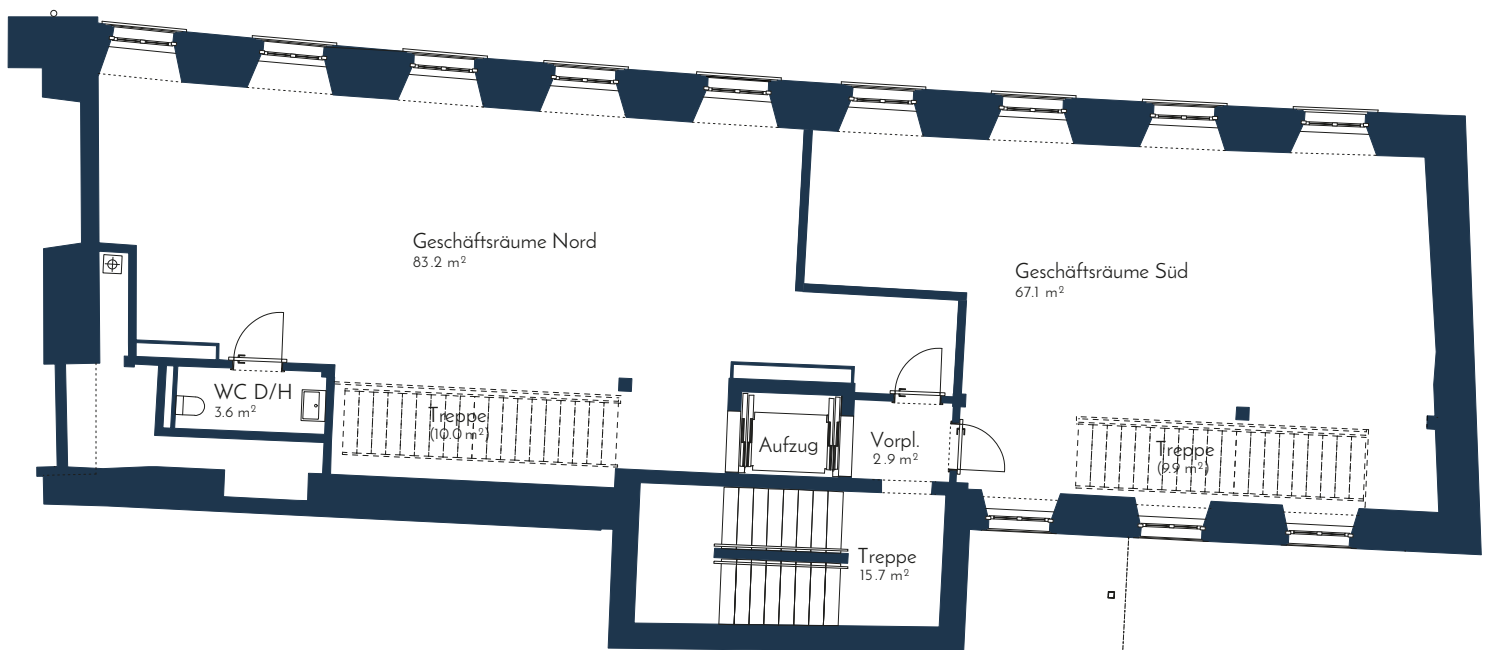 Geschäftsräume Nord
83.2 m²
Geschäftsräume Süd
67.1 m²
WC D/H
3.6 m²
Treppe
(10.0 m²)
Aufzug
Vorpl.
2.9 m²
Treppe
(9.9 m²)
Treppe
15.7 m²